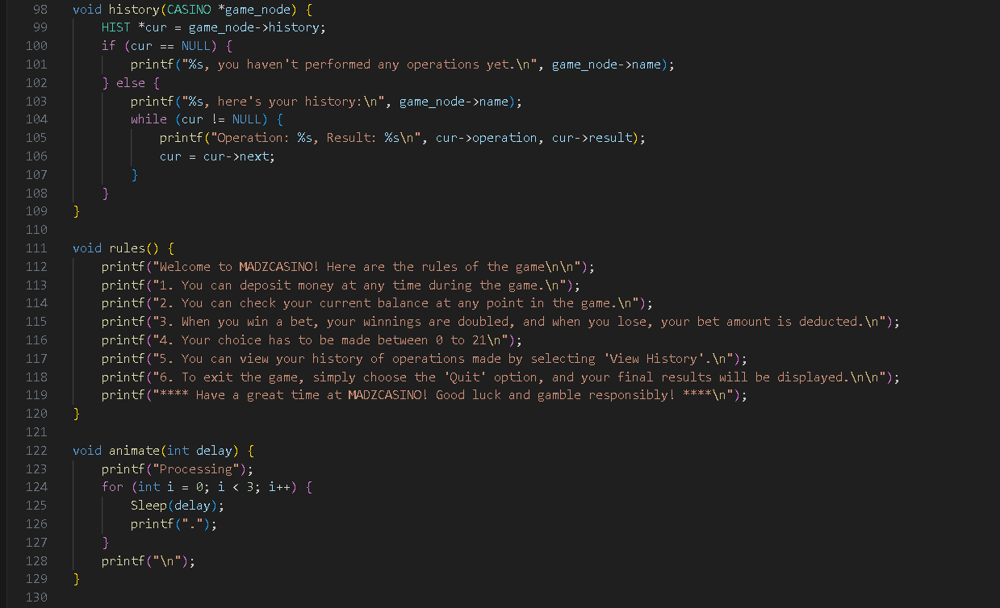 98 void history(CASINO *game_node) {
99     HIST *cur = game_node->history;
100     if (cur == NULL) {
101         printf("%s, you haven't performed any operations yet.\n", game_node->name);
102     } else {
103         printf("%s, here's your history:\n", game_node->name);
104         while (cur != NULL) {
105             printf("Operation: %s, Result: %s\n", cur->operation, cur->result);
106             cur = cur->next;
107         }
108     }
109 }
110
111 void rules() {
112     printf("Welcome to MADZCASINO! Here are the rules of the game\n\n");
113     printf("1. You can deposit money at any time during the game.\n");
114     printf("2. You can check your current balance at any point in the game.\n");
115     printf("3. When you win a bet, your winnings are doubled, and when you lose, your bet amount is deducted.\n");
116     printf("4. Your choice has to be made between 0 to 21\n");
117     printf("5. You can view your history of operations made by selecting 'View History'.\n");
118     printf("6. To exit the game, simply choose the 'Quit' option, and your final results will be displayed.\n\n");
119     printf("**** Have a great time at MADZCASINO! Good luck and gamble responsibly! ****\n");
120 }
121
122 void animate(int delay) {
123     printf("Processing");
124     for (int i = 0; i < 3; i++) {
125         Sleep(delay);
126         printf(".");
127     }
128     printf("\n");
129 }
130